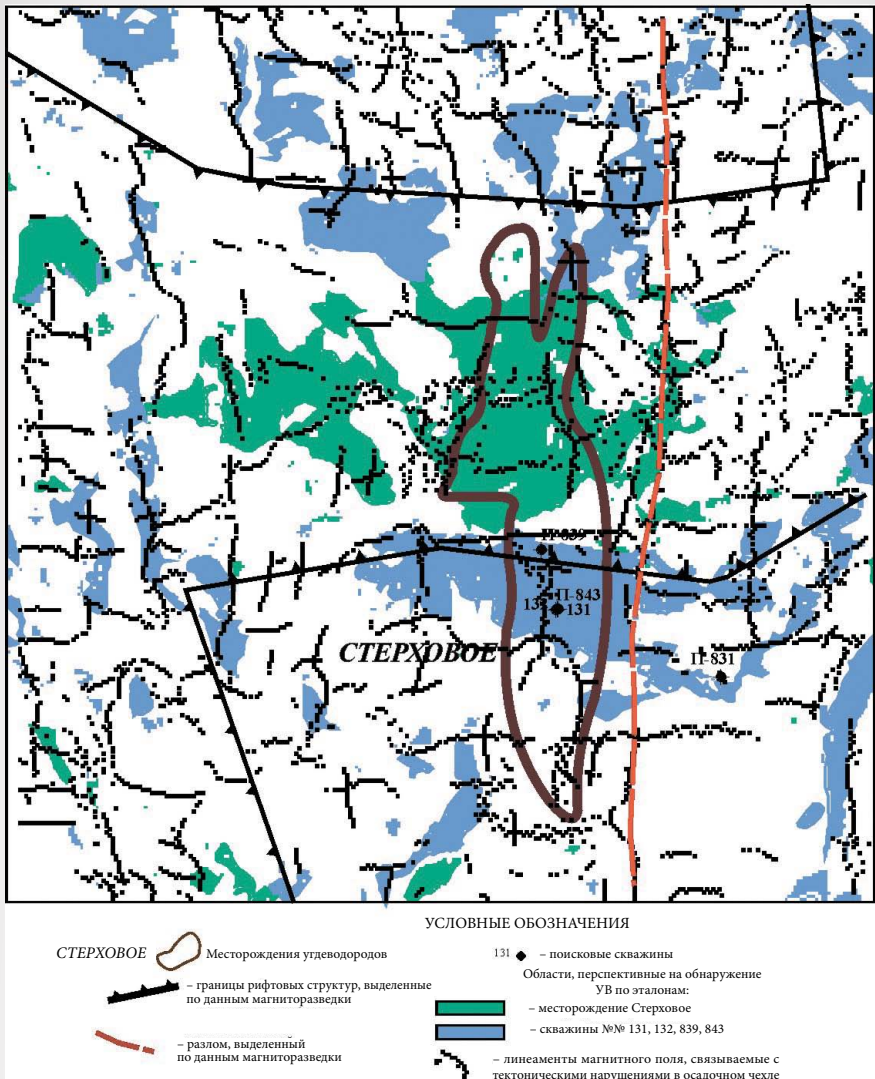 П-839
П-843
13
131
СТЕРХОВОЕ
П-831
УСЛОВНЫЕ ОБОЗНАЧЕНИЯ
СТЕРХОВОЕ
Месторождения углеводородов
– границы рифтовых структур, выделенные
по данным магниторазведки
– разлом, выделенный
по данным магниторазведки
131
– поисковые скважины
Области, перспективные на обнаружение
УВ по эталонам:
– месторождение Стерховое
– скважины №№ 131, 132, 839, 843
– линеаменты магнитного поля, связываемые с
тектоническими нарушениями в осадочном чехле